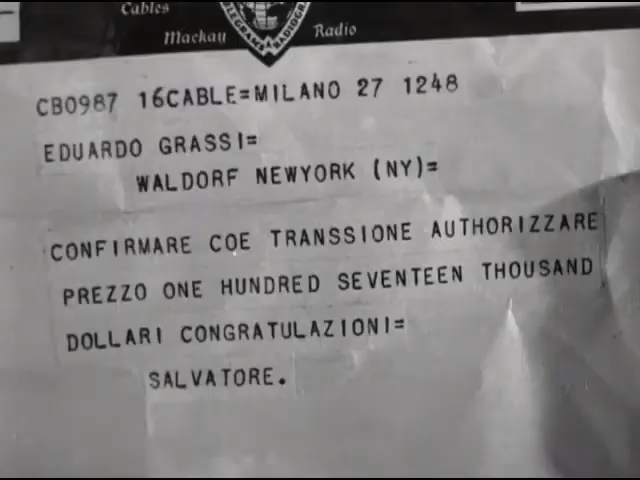 Cables
Mackay Radio
CB0987 16CABLE=MILANO 27 1248
EDUARDO GRASSI=
WALDORF NEWYORK (NY)=
CONFIRMARE COE TRANSSIONE AUTHORIZZARE
PREZZO ONE HUNDRED SEVENTEEN THOUSAND
DOLLARI CONGRATULAZIONI=
SALVATORE.